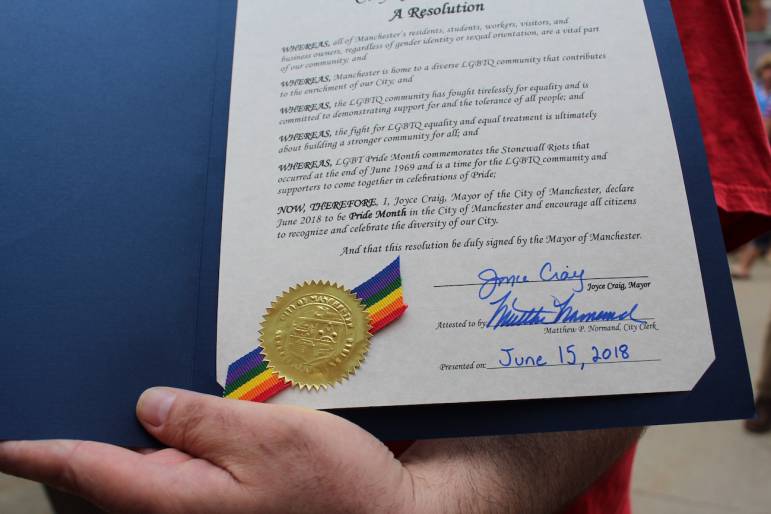 A Resolution
WHEREAS, all of Manchester's residents, students, workers, visitors, and
business owners, regardless of gender identity or sexual orientation, are a vital part
of our community; and
WHEREAS, Manchester is home to a diverse LGBTQ community that contributes
to the enrichment of our City; and
WHEREAS, the LGBTQ community has fought tirelessly for equality and is
committed to demonstrating support for and the tolerance of all people; and
WHEREAS, the fight for LGBTQ equality and equal treatment is ultimately
about building a stronger community for all; and
WHEREAS, LGBT Pride Month commemorates the Stonewall Riots that
occurred at the end of June 1969 and is a time for the LGBTQ community and
supporters to come together in celebrations of Pride;
NOW, THEREFORE, I, Joyce Craig, Mayor of the City of Manchester, declare
June 2018 to be Pride Month in the City of Manchester and encourage all citizens
to recognize and celebrate the diversity of our City.
And that this resolution be duly signed by the Mayor of Manchester.
Joyce Craig
Joyce Craig, Mayor
Attested to by Matthew Normand
Matthew P. Normand, City Clerk
Presented on: June 15, 2018
CITY OF MANCHESTER